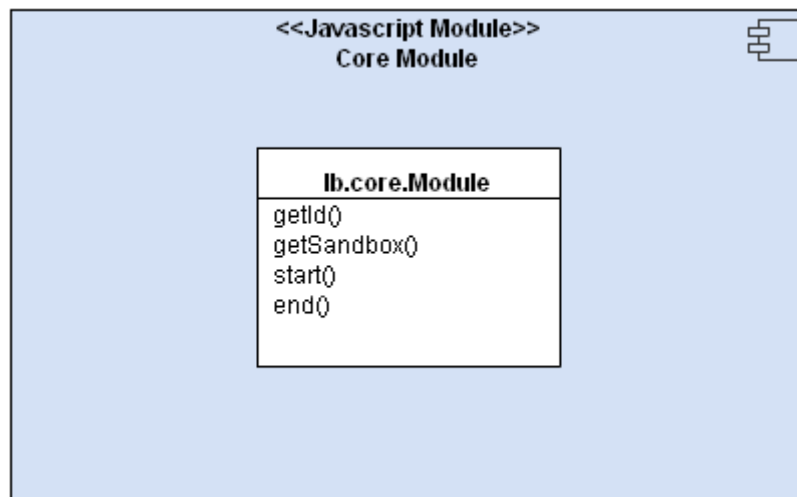 <<Javascript Module>>
Core Module
lb.core.Module
getId()
getSandbox()
start()
end()